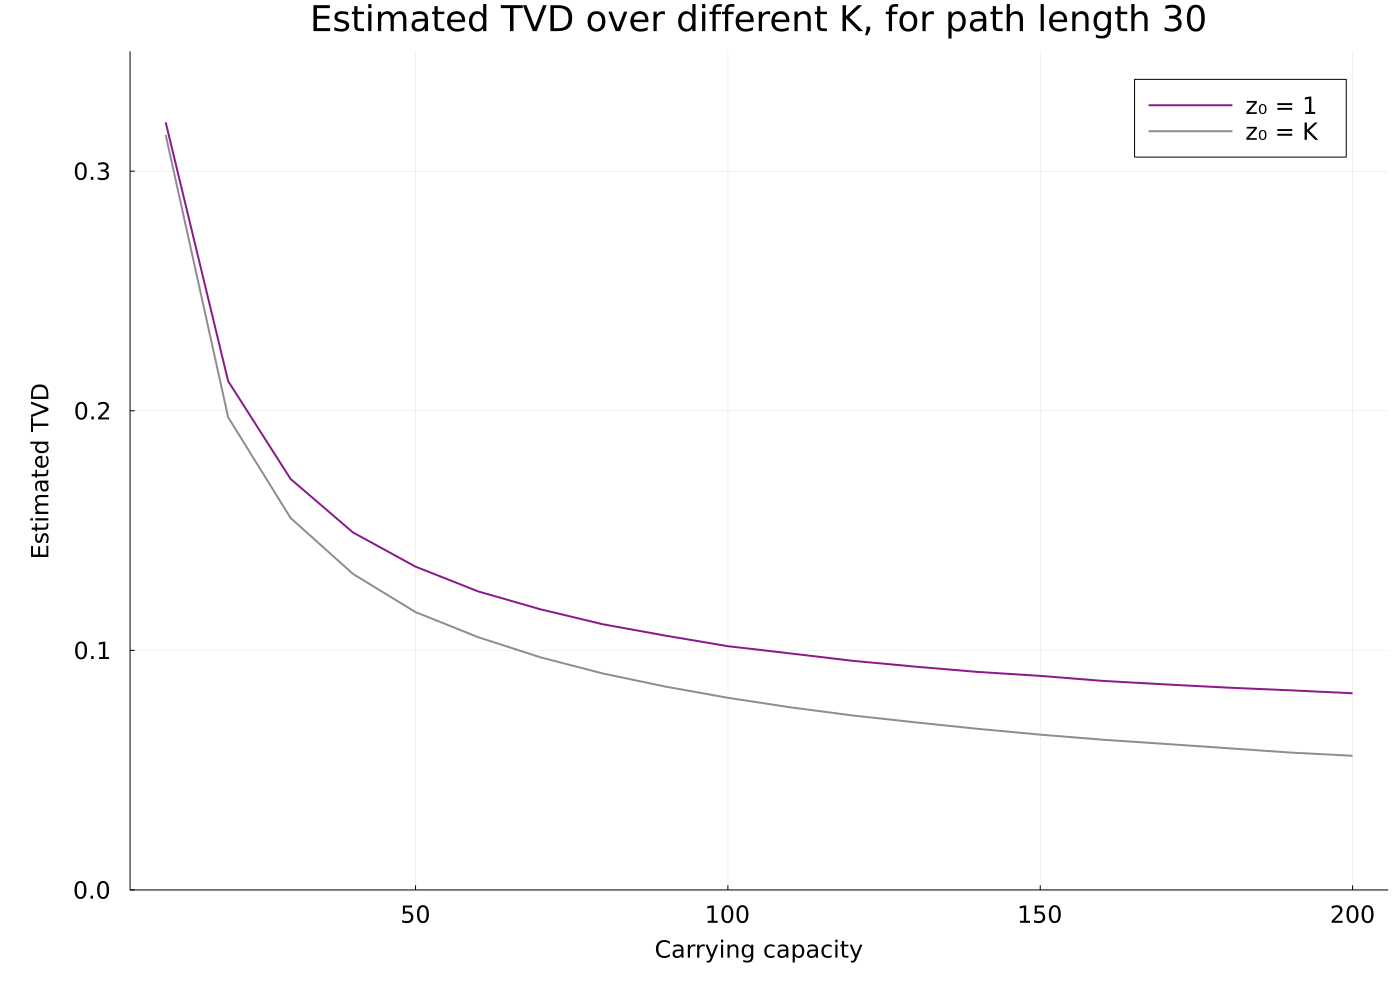 Estimated TVD over different K, for path length 30
z₀ = 1
z₀ = K
0.3
0.2
0.1
0.0
Estimated TVD
50 100 150 200
Carrying capacity